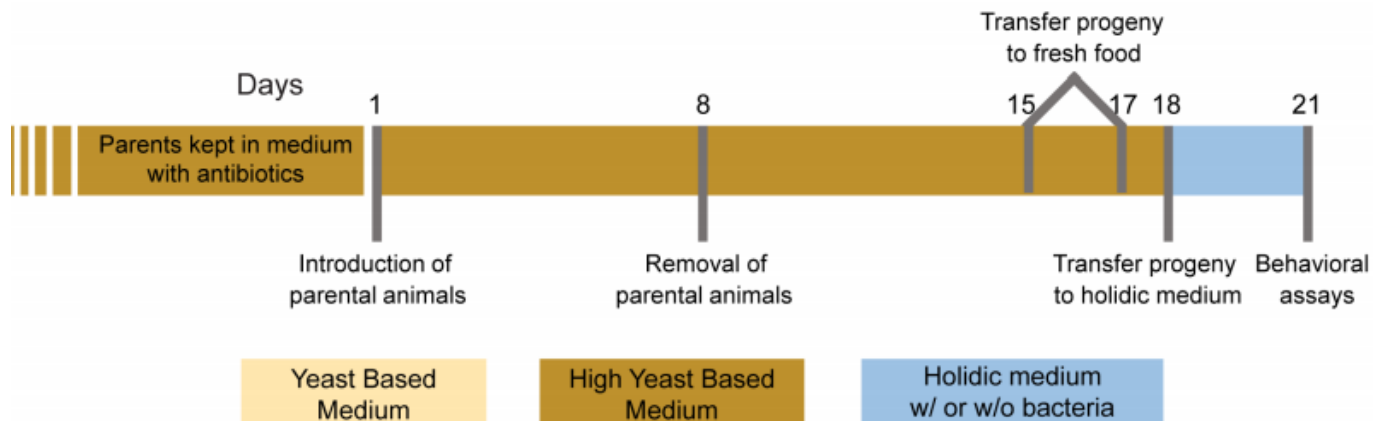 Transfer progeny
to fresh food
Days
1
8
15
17
18
21
Parents kept in medium
with antibiotics
Introduction of
parental animals
Removal of
parental animals
Transfer progeny
to holidic medium
Behavioral
assays
Yeast Based
Medium
High Yeast Based
Medium
Holidic medium
w/ or w/o bacteria